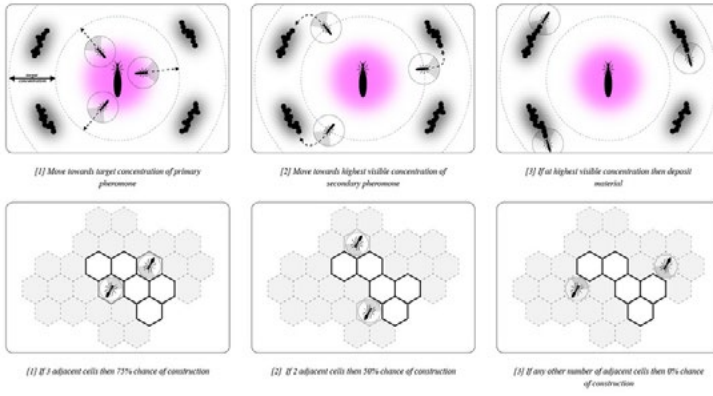 [1] Move towards target concentration of primary
pheromone
[2] Move towards highest visible concentration of
secondary pheromone
[3] If at highest visible concentration then deposit
material
[1] If 3 adjacent cells then 75% chance of construction
[2] If 2 adjacent cells then 50% chance of construction
[3] If any other number of adjacent cells then 0% chance
of construction